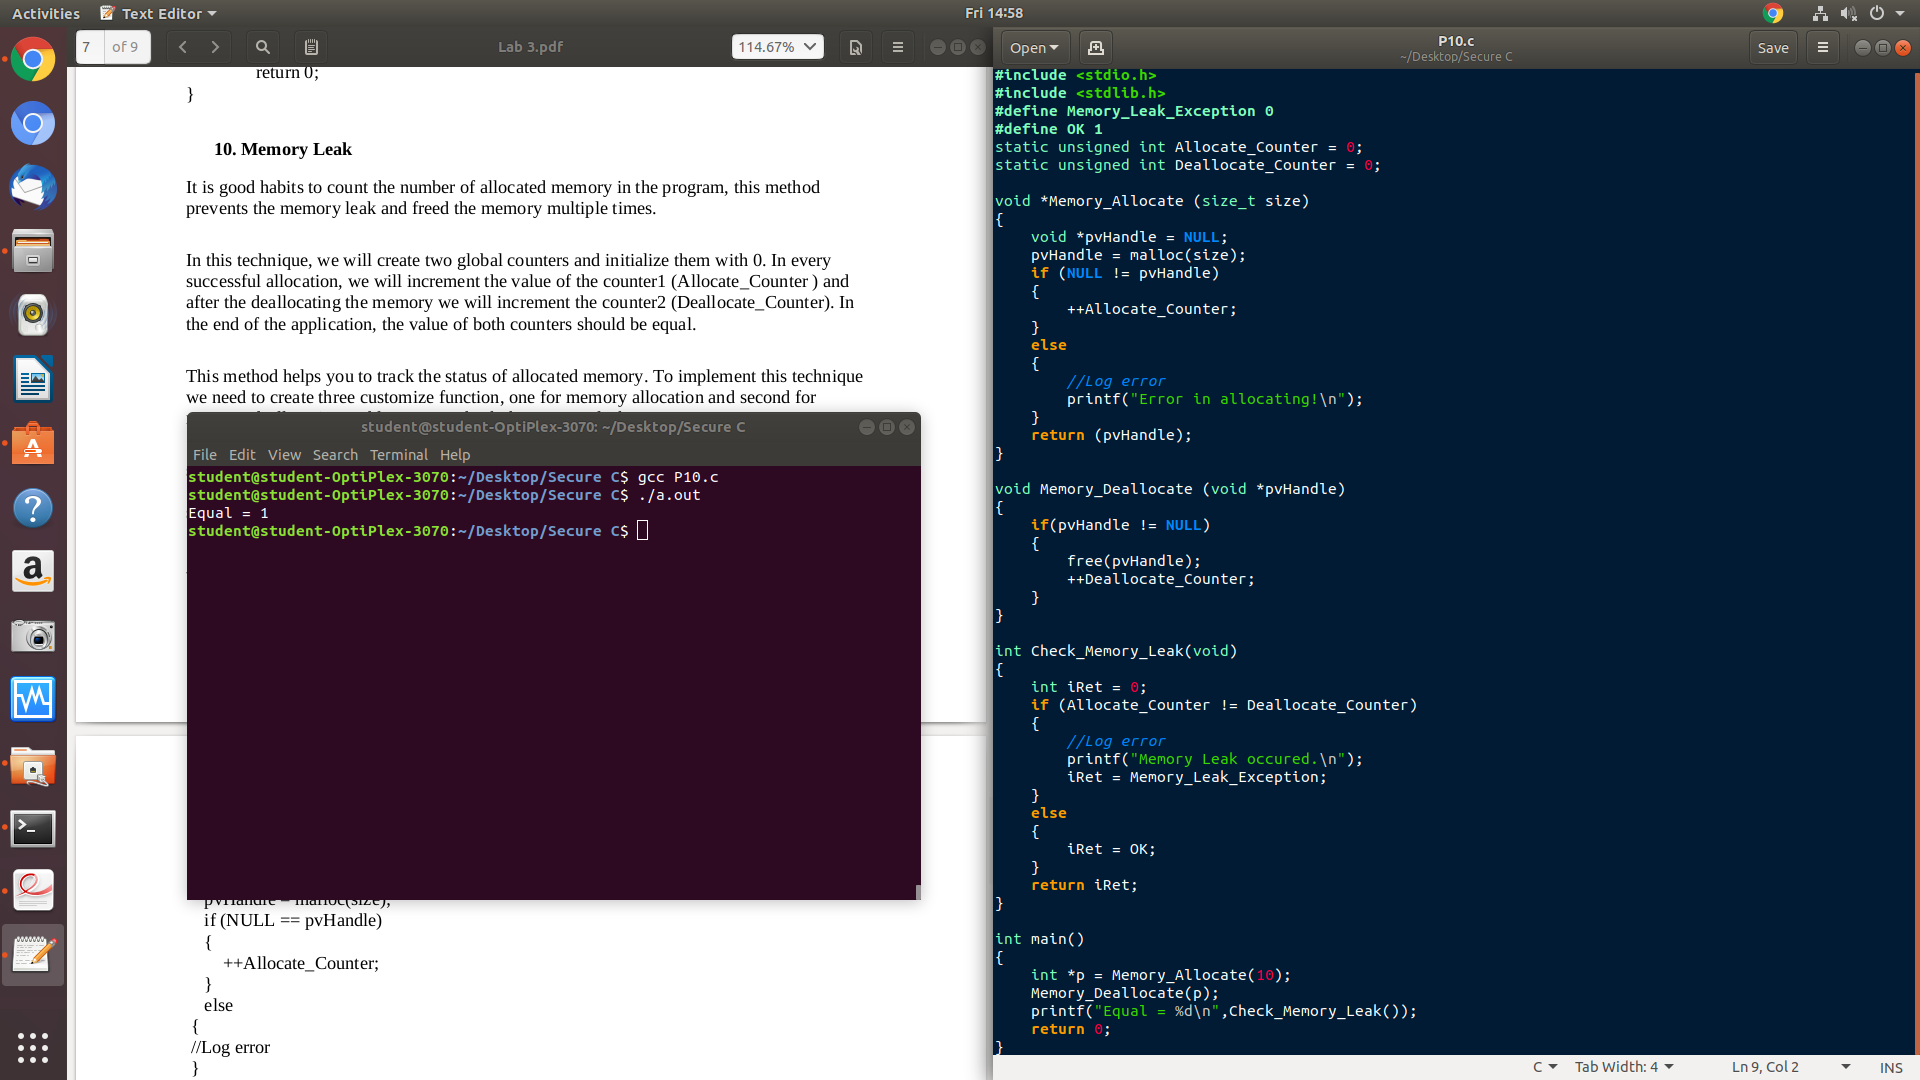 Activities Text Editor Fri 14:58
7 of 9 Lab 3.pdf 114.67%
return 0;
}
10. Memory Leak
It is good habits to count the number of allocated memory in the program, this method
prevents the memory leak and freed the memory multiple times.
In this technique, we will create two global counters and initialize them with 0. In every
successful allocation, we will increment the value of the counter1 (Allocate_Counter ) and
after the deallocating the memory we will increment the counter2 (Deallocate_Counter). In
the end of the application, the value of both counters should be equal.
This method helps you to track the status of allocated memory. To implement this technique
we need to create three customize function, one for memory allocation and second for
student@student-OptiPlex-3070: ~/Desktop/Secure C
File Edit View Search Terminal Help
student@student-OptiPlex-3070:~/Desktop/Secure C$ gcc P10.c
student@student-OptiPlex-3070:~/Desktop/Secure C$ ./a.out
Equal = 1
student@student-OptiPlex-3070:~/Desktop/Secure C$
pvHandle = malloc(size);
if (NULL == pvHandle)
{
++Allocate_Counter;
}
else
{
//Log error
}
Open P10.c Save
~/Desktop/Secure C
#include <stdio.h>
#include <stdlib.h>
#define Memory_Leak_Exception 0
#define OK 1
static unsigned int Allocate_Counter = 0;
static unsigned int Deallocate_Counter = 0;
void *Memory_Allocate (size_t size)
{
void *pvHandle = NULL;
pvHandle = malloc(size);
if (NULL != pvHandle)
{
++Allocate_Counter;
}
else
{
//Log error
printf("Error in allocating!\n");
}
return (pvHandle);
}
void Memory_Deallocate (void *pvHandle)
{
if(pvHandle != NULL)
{
free(pvHandle);
++Deallocate_Counter;
}
}
int Check_Memory_Leak(void)
{
int iRet = 0;
if (Allocate_Counter != Deallocate_Counter)
{
//Log error
printf("Memory Leak occured.\n");
iRet = Memory_Leak_Exception;
}
else
{
iRet = OK;
}
return iRet;
}
int main()
{
int *p = Memory_Allocate(10);
Memory_Deallocate(p);
printf("Equal = %d\n",Check_Memory_Leak());
return 0;
}
C Tab Width: 4 Ln 9, Col 2 INS